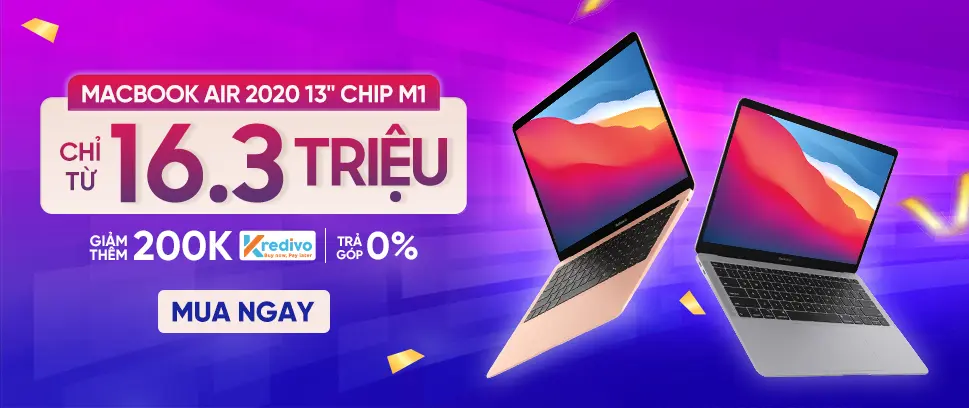 MACBOOK AIR 2020 13" CHIP M1
CHỈ TỪ 16.3 TRIỆU
GIẢM THÊM 200K Kredivo Buy now, Pay later TRẢ GÓP 0%
MUA NGAY